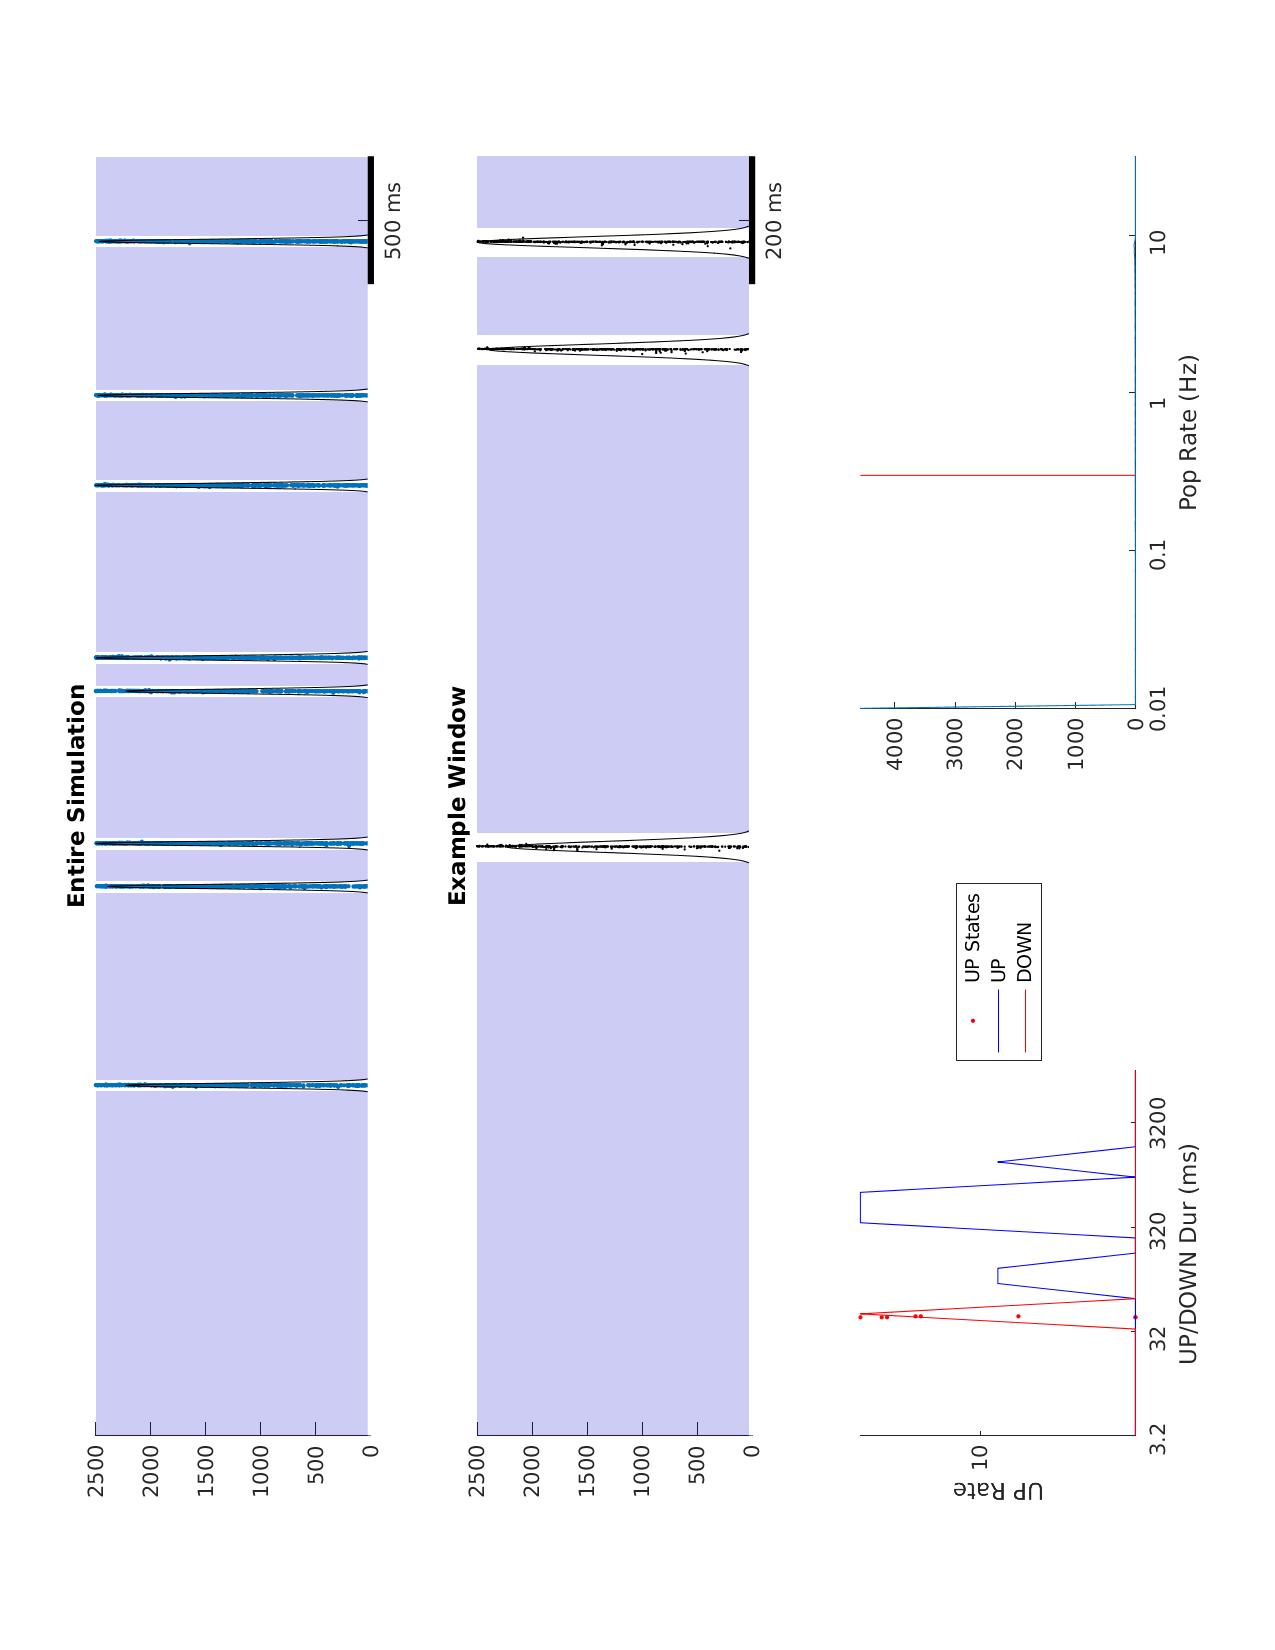 Entire Simulation
2500
2000
1500
1000
500
0
500 ms
Example Window
2500
2000
1500
1000
500
0
200 ms
UP Rate
10
3.2 32 320 3200
UP/DOWN Dur (ms)
UP States
UP
DOWN
4000
3000
2000
1000
0
0.01 0.1 1 10
Pop Rate (Hz)